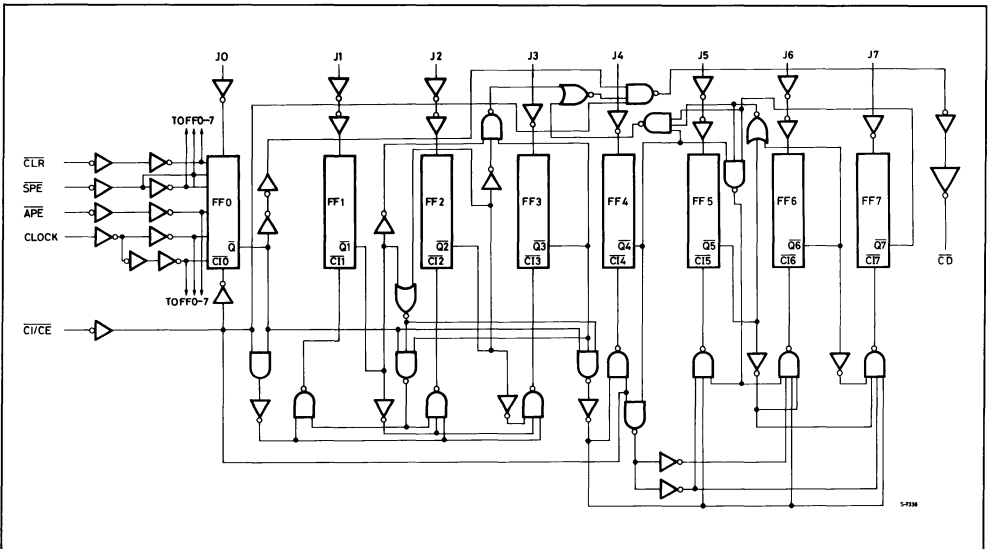 J0 J1 J2 J3 J4 J5 J6 J7
TO FF0-7
CLR
SPE
APE
CLOCK
FF0 FF1 FF2 FF3 FF4 FF5 FF6 FF7
Q Q1 Q2 Q3 Q4 Q5 Q6 Q7
CI0 CI1 CI2 CI3 CI4 CI5 CI6 CI7
CD
TO FF0-7
CI/CE
S-7338